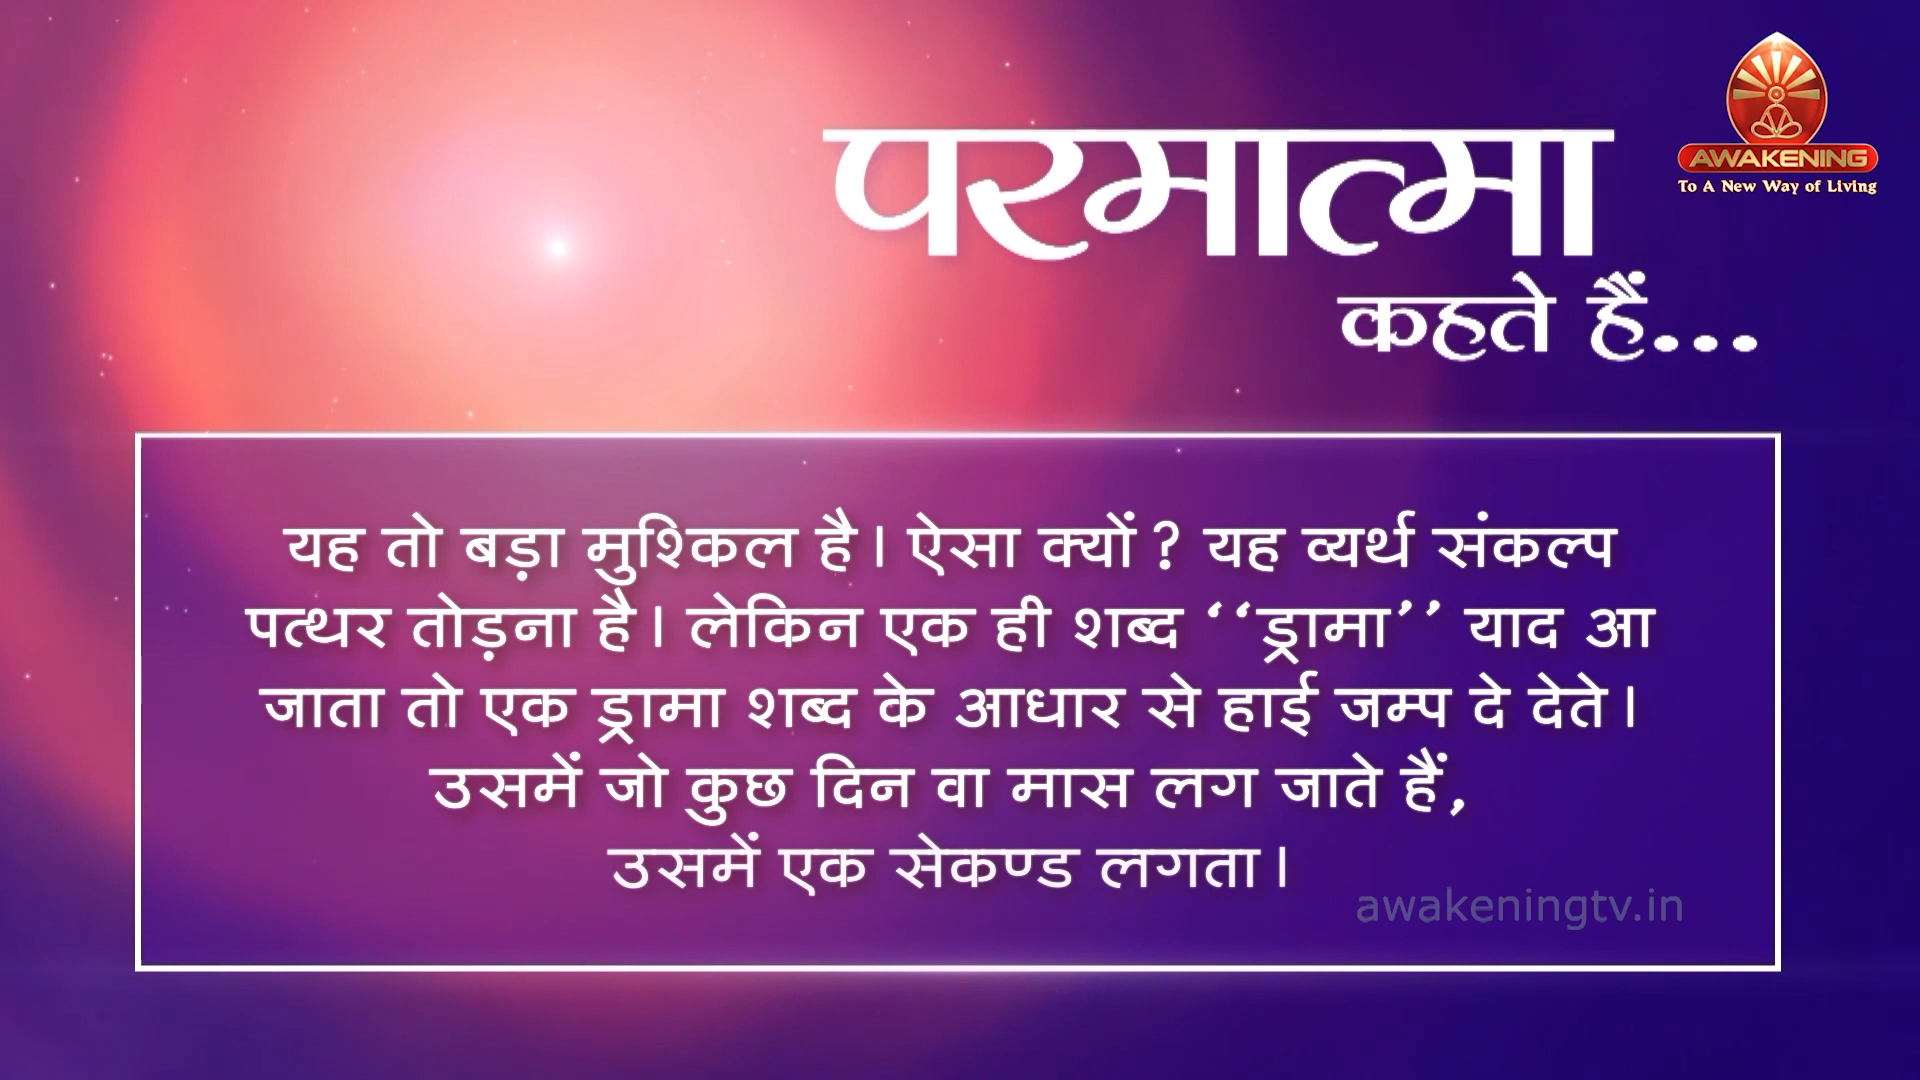 AWAKENING
To A New Way of Living
परमात्मा
कहते हैं...
यह तो बड़ा मुश्किल है। ऐसा क्यों? यह व्यर्थ संकल्प
पत्थर तोड़ना है। लेकिन एक ही शब्द ‘‘ड्रामा’’ याद आ
जाता तो एक ड्रामा शब्द के आधार से हाई जम्प दे देते।
उसमें जो कुछ दिन वा मास लग जाते हैं,
उसमें एक सेकण्ड लगता।
awakeningtv.in